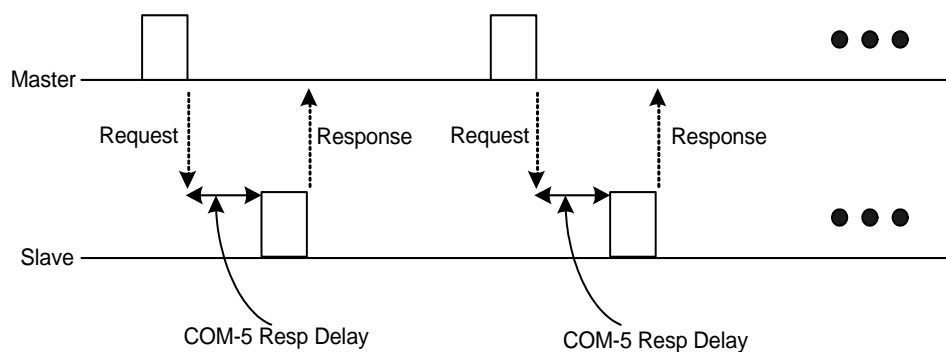 Master
Request
Response
Request
Response
Slave
COM-5 Resp Delay
COM-5 Resp Delay